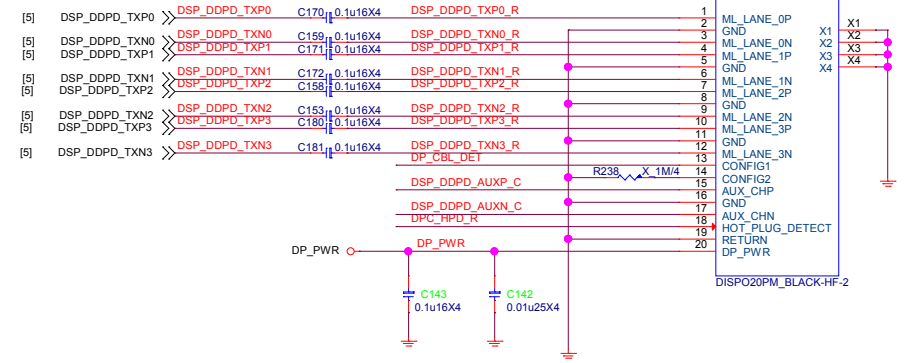 [5] DSP_DDPD_TXP0 DSP_DDPD_TXP0 C170 0.1u16X4 DSP_DDPD_TXP0_R 1 ML_LANE_0P
2 GND X1 X1
[5] DSP_DDPD_TXN0 DSP_DDPD_TXN0 C159 0.1u16X4 DSP_DDPD_TXN0_R 3 ML_LANE_0N X2 X2
[5] DSP_DDPD_TXP1 DSP_DDPD_TXP1 C171 0.1u16X4 DSP_DDPD_TXP1_R 4 ML_LANE_1P X3 X3
5 GND X4 X4
[5] DSP_DDPD_TXN1 DSP_DDPD_TXN1 C172 0.1u16X4 DSP_DDPD_TXN1_R 6 ML_LANE_1N
[5] DSP_DDPD_TXP2 DSP_DDPD_TXP2 C158 0.1u16X4 DSP_DDPD_TXP2_R 7 ML_LANE_2P
8 GND
[5] DSP_DDPD_TXN2 DSP_DDPD_TXN2 C153 0.1u16X4 DSP_DDPD_TXN2_R 9 ML_LANE_2N
[5] DSP_DDPD_TXP3 DSP_DDPD_TXP3 C180 0.1u16X4 DSP_DDPD_TXP3_R 10 ML_LANE_3P
11 GND
[5] DSP_DDPD_TXN3 DSP_DDPD_TXN3 C181 0.1u16X4 DSP_DDPD_TXN3_R 12 ML_LANE_3N
DP_CBL_DET 13 CONFIG1
R238 X_1M/4 14 CONFIG2
DSP_DDPD_AUXP_C 15 AUX_CHP
16 GND
DSP_DDPD_AUXN_C 17 AUX_CHN
DPC_HPD_R 18 HOT_PLUG_DETECT
19 RETURN
DP_PWR DP_PWR 20 DP_PWR
DISPO20PM_BLACK-HF-2
C143 C142
0.1u16X4 0.01u25X4